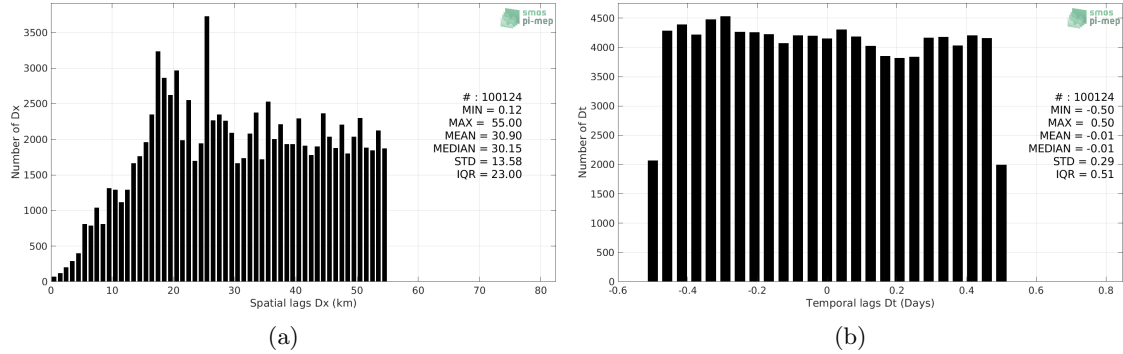 smos
pi-mep
3500
3000
2500
2000
1500
1000
500
0
Number of Dx
# : 100124
MIN = 0.12
MAX = 55.00
MEAN = 30.90
MEDIAN = 30.15
STD = 13.58
IQR = 23.00
0 10 20 30 40 50 60 70 80
Spatial lags Dx (km)
(a)
smos
pi-mep
4500
4000
3500
3000
2500
2000
1500
1000
500
0
Number of Dt
# : 100124
MIN = -0.50
MAX = 0.50
MEAN = -0.01
MEDIAN = -0.01
STD = 0.29
IQR = 0.51
-0.6 -0.4 -0.2 0 0.2 0.4 0.6 0.8
Temporal lags Dt (Days)
(b)